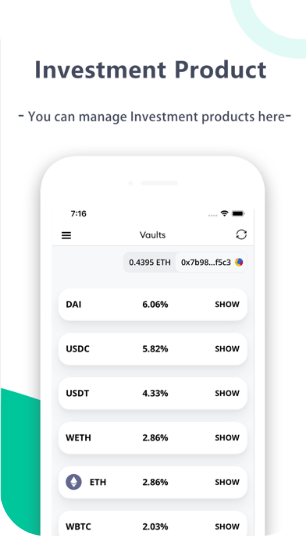 Investment Product
- You can manage Investment products here-
7:16
Vaults
0.4395 ETH 0x7b98...f5c3
DAI 6.06% SHOW
USDC 5.82% SHOW
USDT 4.33% SHOW
WETH 2.86% SHOW
ETH 2.86% SHOW
WBTC 2.03% SHOW